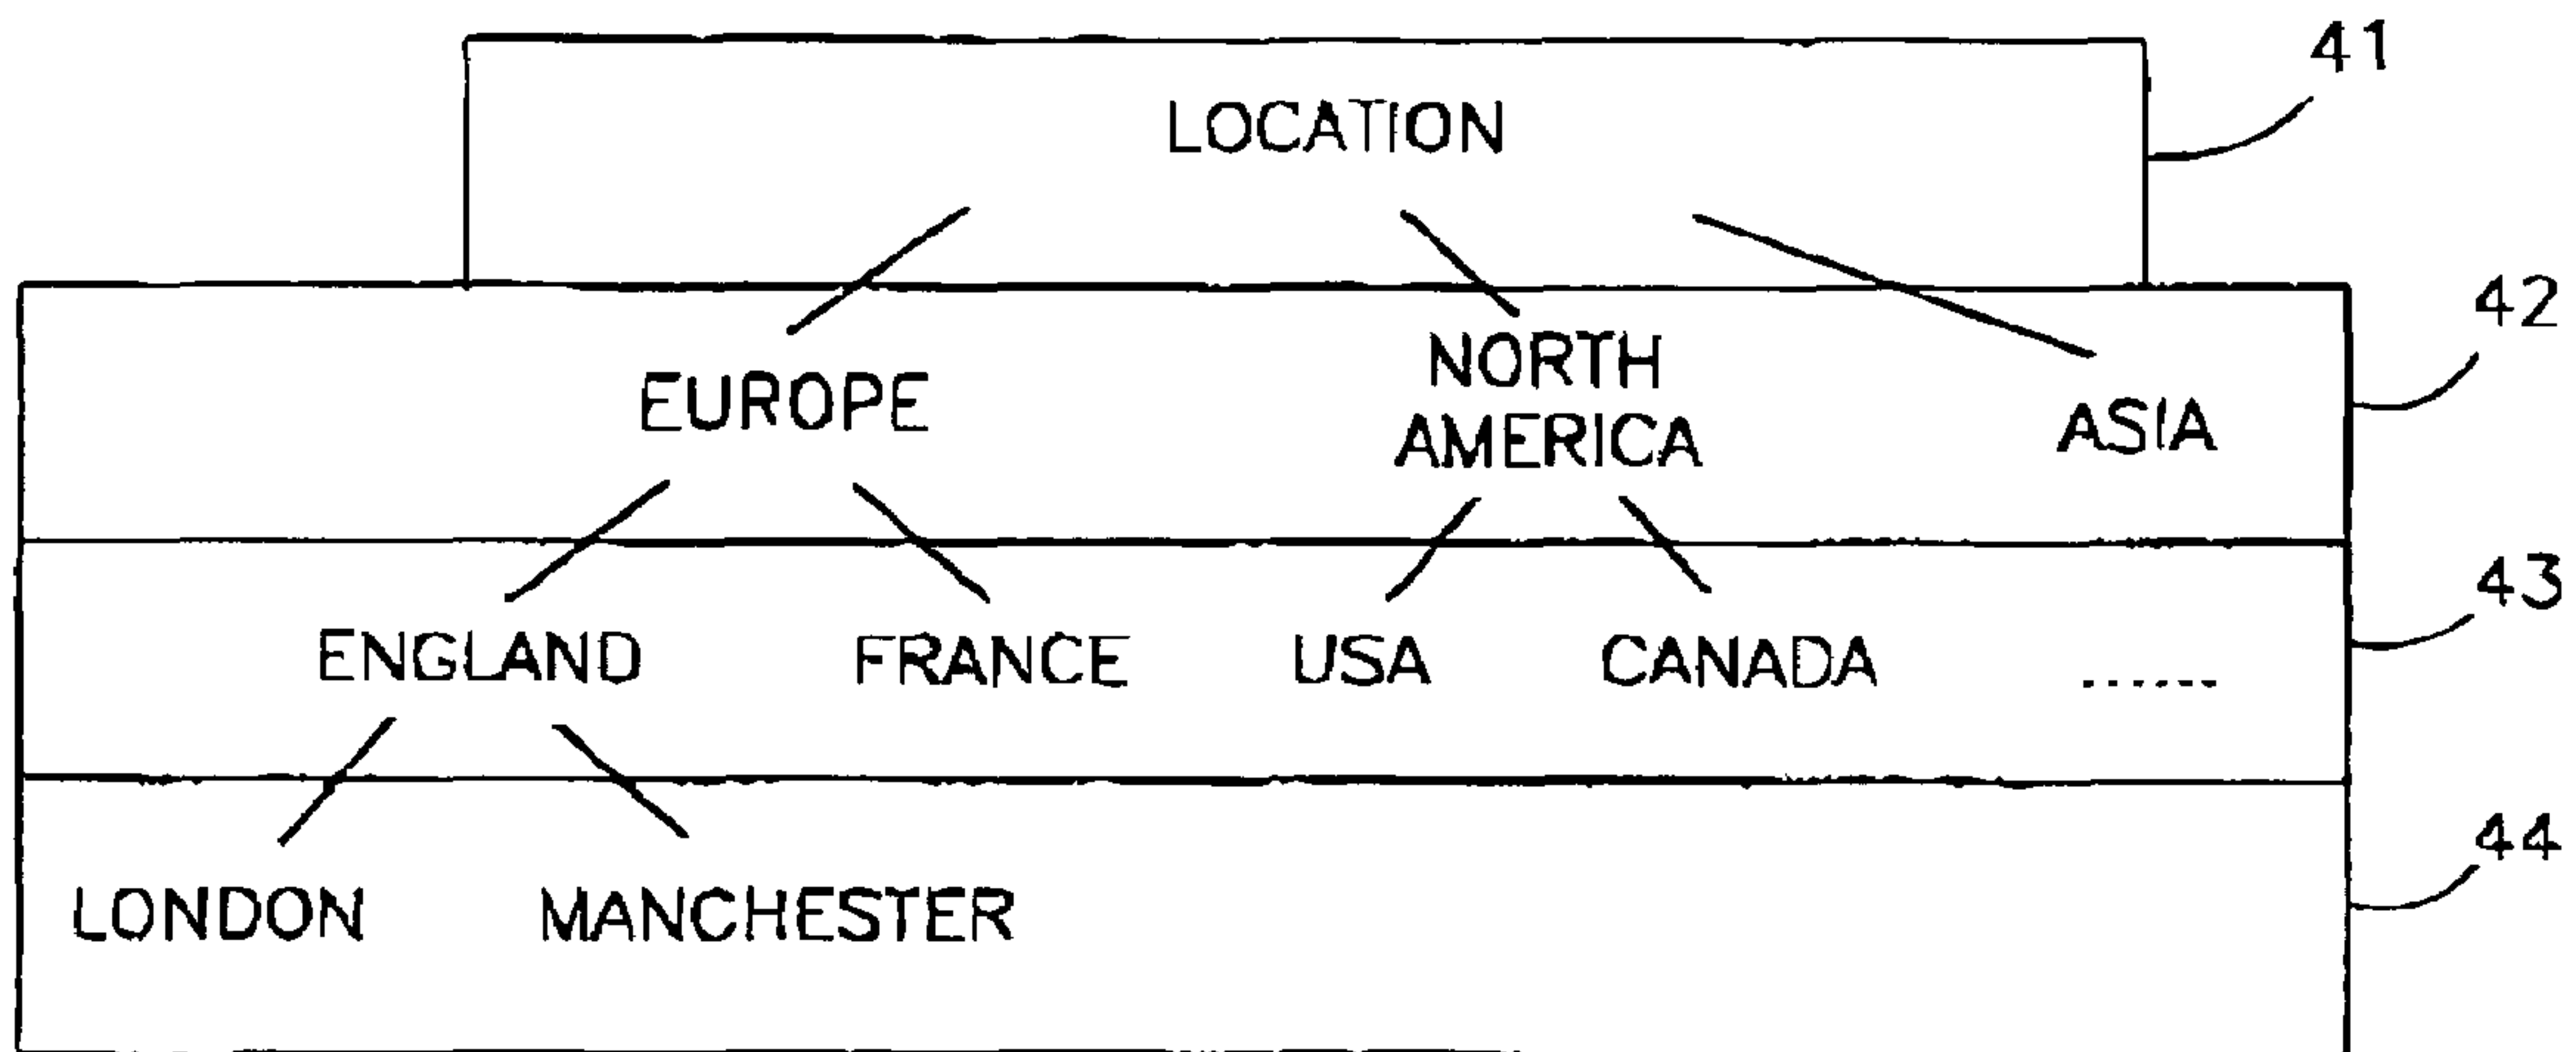 LOCATION
41
EUROPE
NORTH
AMERICA
ASIA
42
ENGLAND
FRANCE
USA
CANADA
......
43
LONDON
MANCHESTER
44